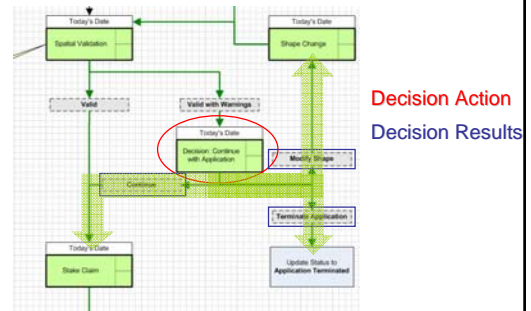 Today's Date
Today's Date
Spatial Validation
Shape Change
Valid
Valid with Warnings
Decision Action
Today's Date
Decision Results
Decision: Continue
with Application
Modify Shape
Continue
Terminate Application
Today's Date
Stake Claim
Update Status to
Application Terminated